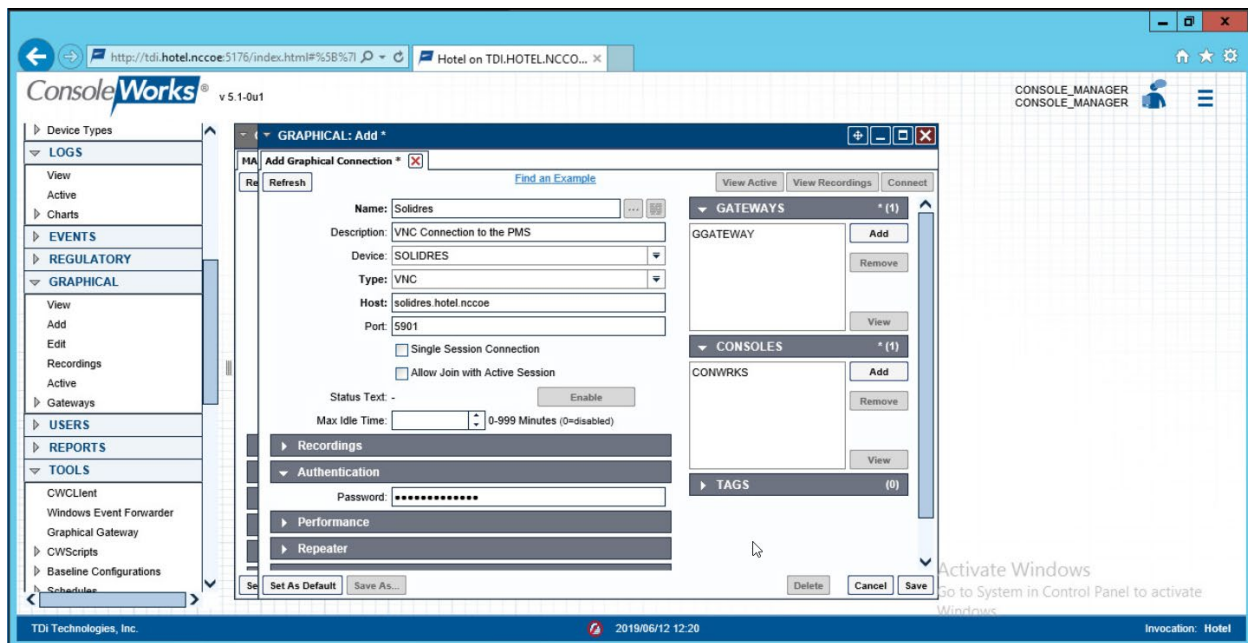 http://tdi.hotel.nccoe:5176/index.html#%5B%7l
Hotel on TDI.HOTEL.NCCO...
ConsoleWorks® v 5.1-0u1
CONSOLE_MANAGER
CONSOLE_MANAGER
Device Types
LOGS
View
Active
Charts
EVENTS
REGULATORY
GRAPHICAL
View
Add
Edit
Recordings
Active
Gateways
USERS
REPORTS
TOOLS
CWCLIent
Windows Event Forwarder
Graphical Gateway
CWScripts
Baseline Configurations
Schedules
GRAPHICAL: Add *
MA
Add Graphical Connection *
Re
Refresh
Find an Example
View Active
View Recordings
Connect
Name: Solidres
Description: VNC Connection to the PMS
Device: SOLIDRES
Type: VNC
Host: solidres.hotel.nccoe
Port: 5901
Single Session Connection
Allow Join with Active Session
Status Text: -
Enable
Max Idle Time:
0-999 Minutes (0=disabled)
Recordings
Authentication
Password: •••••••••••••
Performance
Repeater
GATEWAYS * (1)
GGATEWAY
Add
Remove
View
CONSOLES * (1)
CONWRKS
Add
Remove
View
TAGS (0)
Se
Set As Default
Save As...
Delete
Cancel
Save
Activate Windows
Go to System in Control Panel to activate
Windows.
TDi Technologies, Inc.
2019/06/12 12:20
Invocation: Hotel